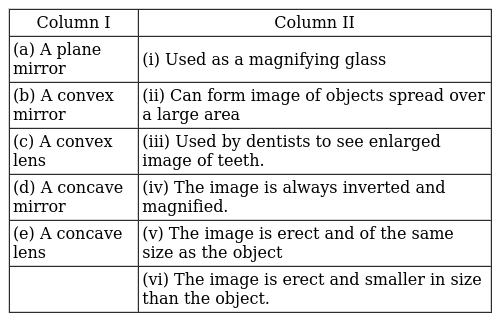 Column I Column II
(a) A plane
mirror
(i) Used as a magnifying glass
(b) A convex
mirror
(ii) Can form image of objects spread over
a large area
(c) A convex
lens
(iii) Used by dentists to see enlarged
image of teeth.
(d) A concave
mirror
(iv) The image is always inverted and
magnified.
(e) A concave
lens
(v) The image is erect and of the same
size as the object
(vi) The image is erect and smaller in size
than the object.